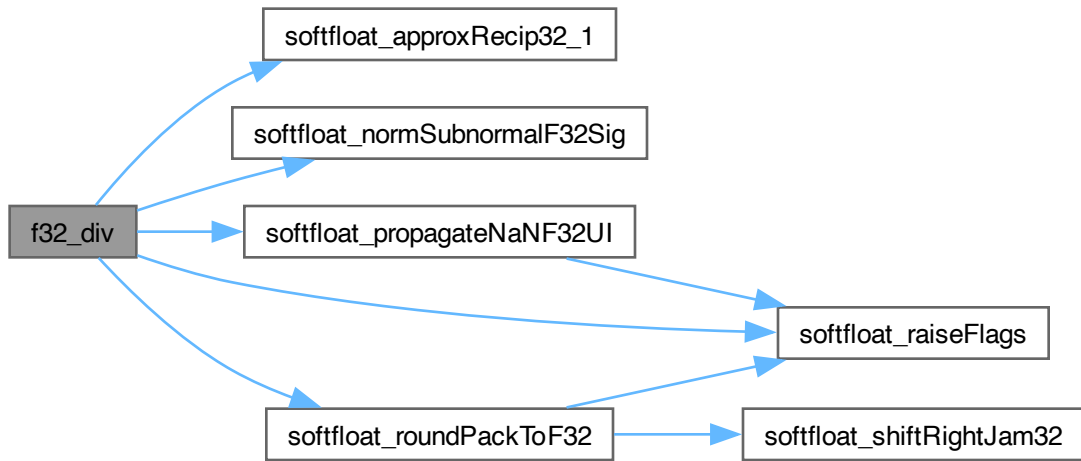 softfloat_approxRecip32_1
softfloat_normSubnormalF32Sig
f32_div
softfloat_propagateNaNF32UI
softfloat_raiseFlags
softfloat_roundPackToF32
softfloat_shiftRightJam32